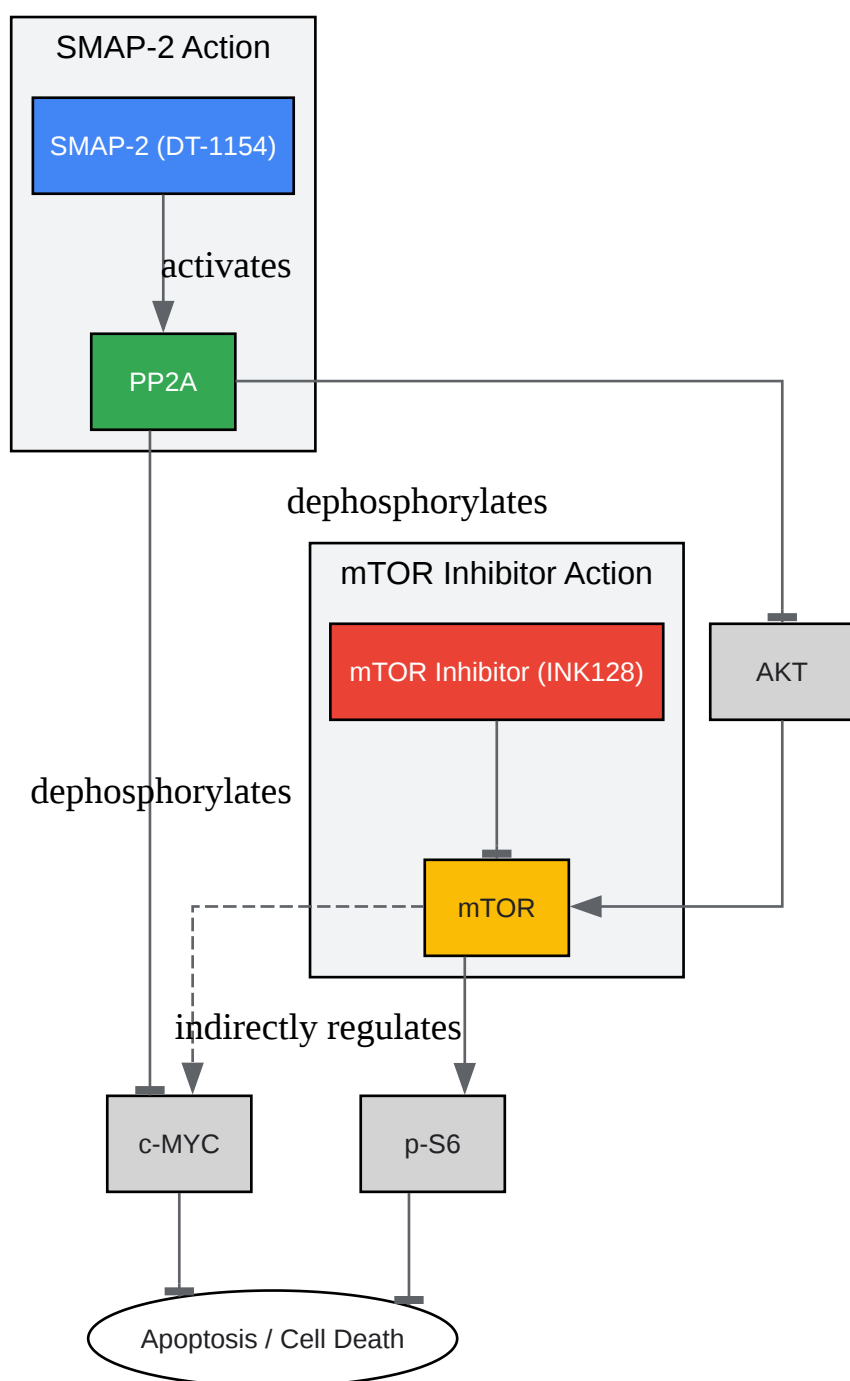 SMAP-2 Action
SMAP-2 (DT-1154)
activates
PP2A
dephosphorylates
mTOR Inhibitor Action
mTOR Inhibitor (INK128)
AKT
dephosphorylates
mTOR
indirectly regulates
c-MYC
p-S6
Apoptosis / Cell Death